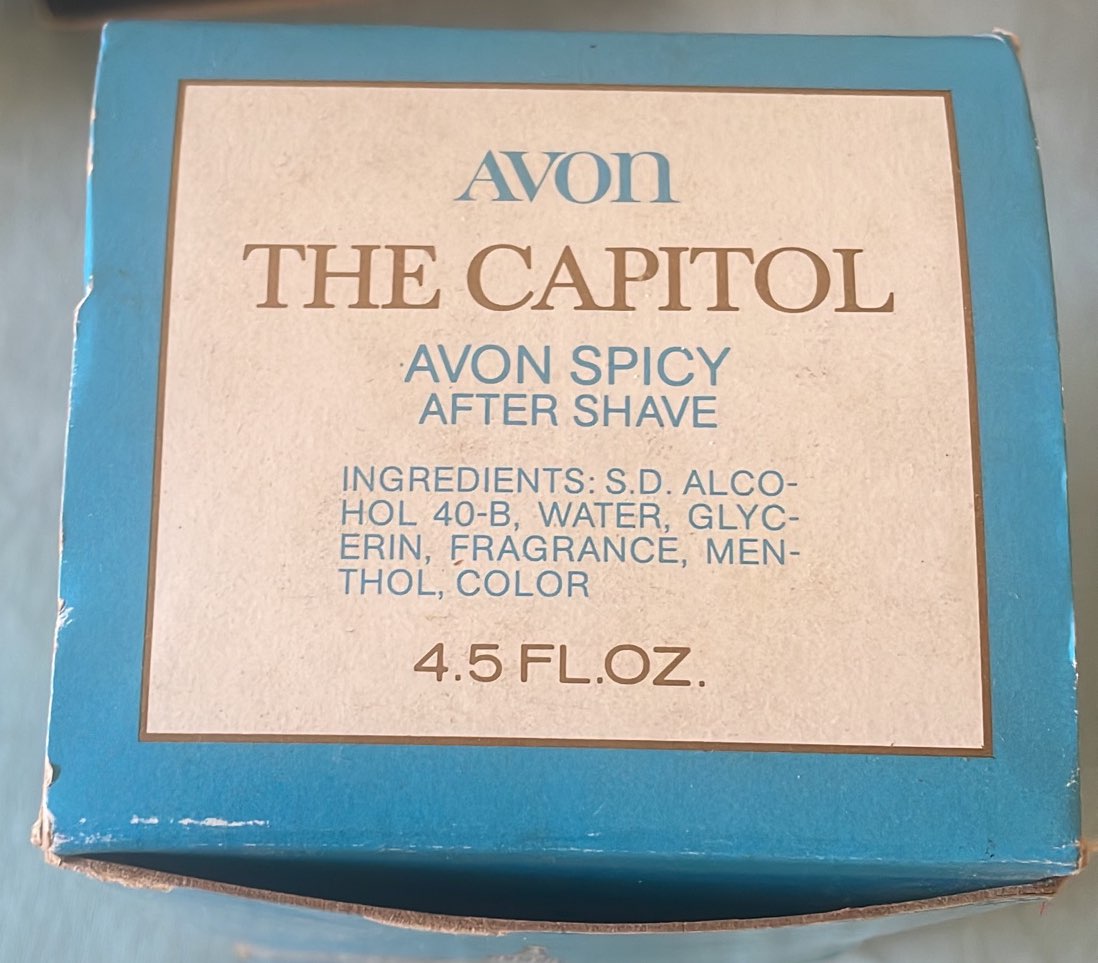 AVON
THE CAPITOL
AVON SPICY
AFTER SHAVE
INGREDIENTS: S.D. ALCO-
HOL 40-B, WATER, GLYC-
ERIN, FRAGRANCE, MEN-
THOL, COLOR
4.5 FL.OZ.